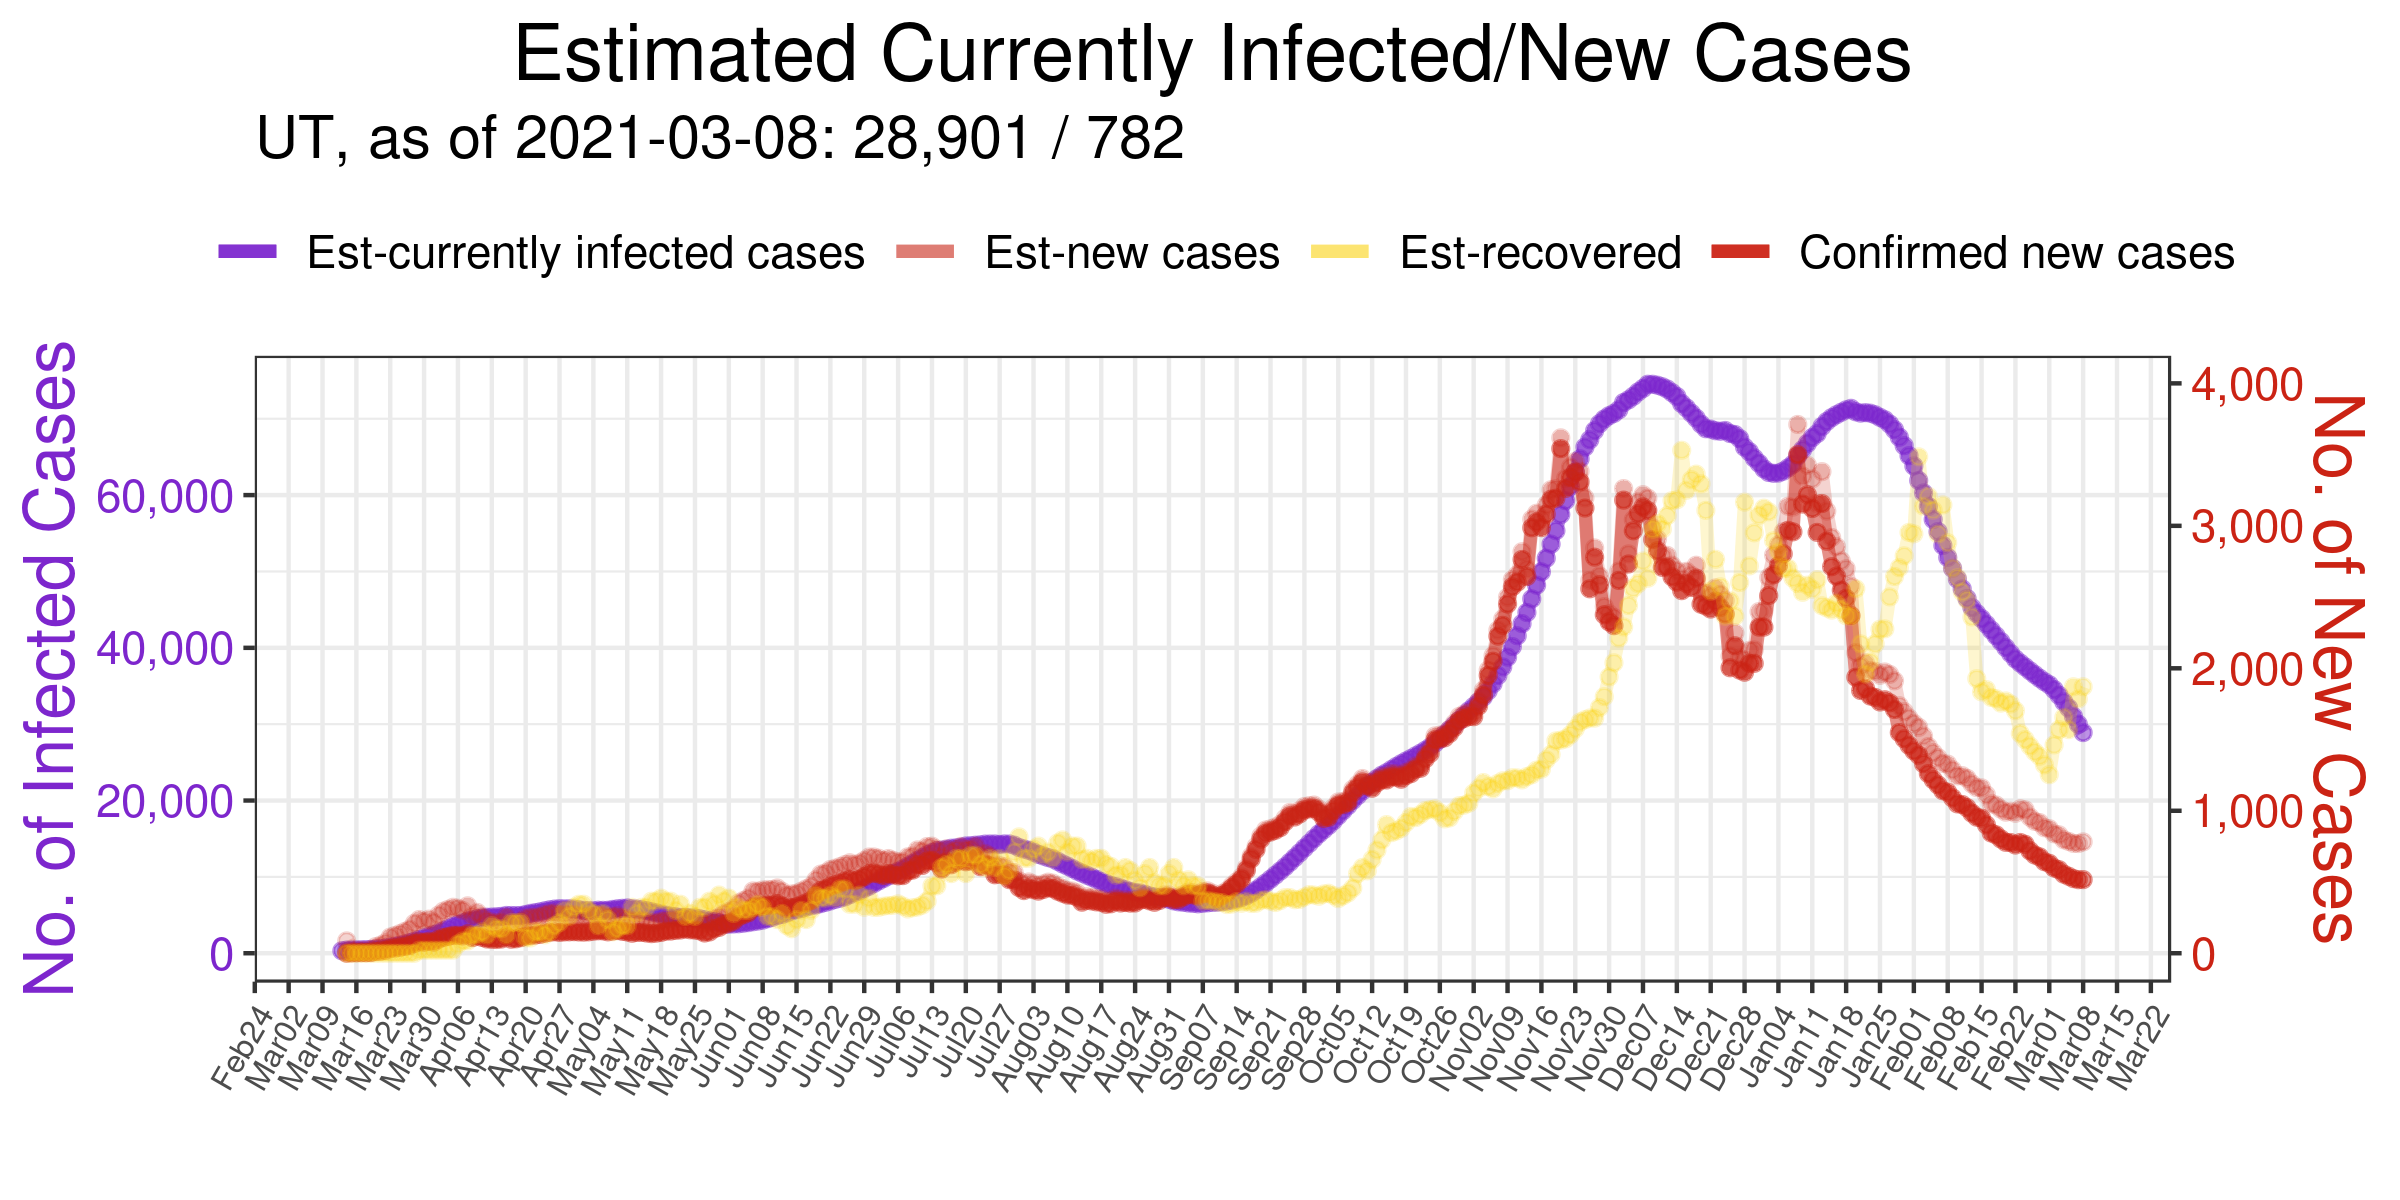 Estimated Currently Infected/New Cases
UT, as of 2021-03-08: 28,901 / 782
Est-currently infected cases Est-new cases Est-recovered Confirmed new cases
No. of Infected Cases
60,000
40,000
20,000
0
4,000
3,000
2,000
1,000
0
No. of New Cases
Feb24 Mar02 Mar09 Mar16 Mar23 Mar30 Apr06 Apr13 Apr20 Apr27 May04 May11 May18 May25 Jun01 Jun08 Jun15 Jun22 Jun29 Jul06 Jul13 Jul20 Jul27 Aug03 Aug10 Aug17 Aug24 Aug31 Sep07 Sep14 Sep21 Sep28 Oct05 Oct12 Oct19 Oct26 Nov02 Nov09 Nov16 Nov23 Nov30 Dec07 Dec14 Dec21 Dec28 Jan04 Jan11 Jan18 Jan25 Feb01 Feb08 Feb15 Feb22 Mar01 Mar08 Mar15 Mar22